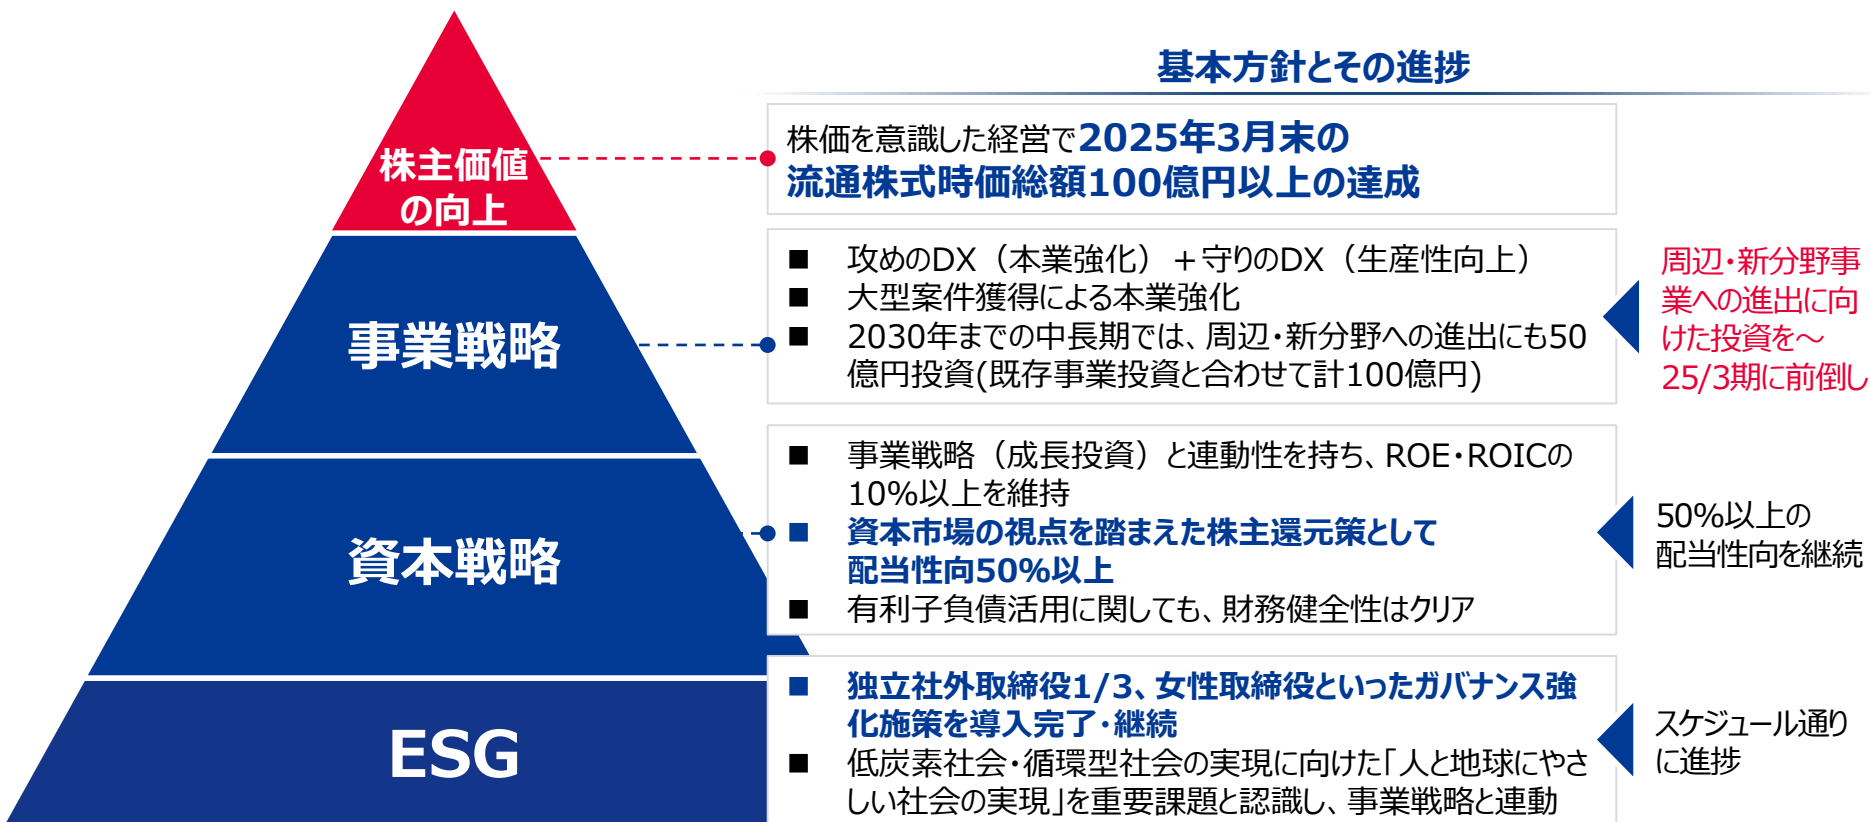 基本方針とその進捗
株主価値
の向上
株価を意識した経営で2025年3月末の
流通株式時価総額100億円以上の達成
事業戦略
■ 攻めのDX（本業強化）＋守りのDX（生産性向上）
■ 大型案件獲得による本業強化
■ 2030年までの中長期では、周辺・新分野への進出にも50
億円投資(既存事業投資と合わせて計100億円)
周辺・新分野事
業への進出に向
けた投資を～
25/3期に前倒し
資本戦略
■ 事業戦略（成長投資）と連動性を持ち、ROE・ROICの
10%以上を維持
■ 資本市場の視点を踏まえた株主還元策として
配当性向50%以上
■ 有利子負債活用に関しても、財務健全性はクリア
50%以上の
配当性向を継続
ESG
■ 独立社外取締役1/3、女性取締役といったガバナンス強
化施策を導入完了・継続
■ 低炭素社会・循環型社会の実現に向けた「人と地球にやさ
しい社会の実現」を重要課題と認識し、事業戦略と連動
スケジュール通り
に進捗